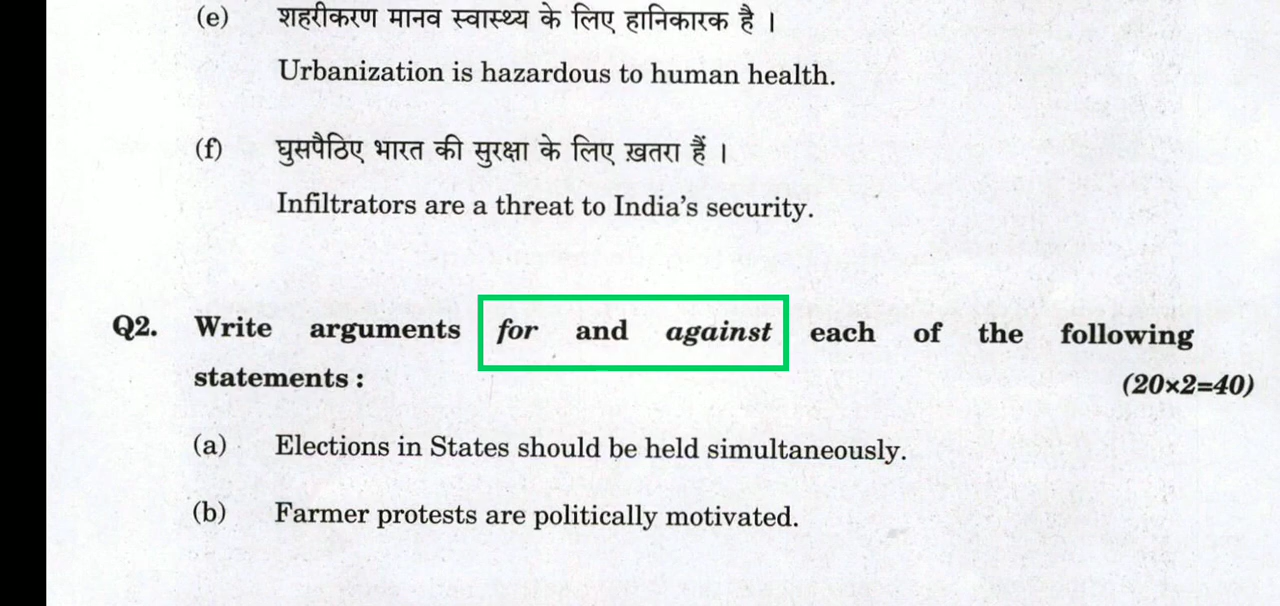 (e) शहरीकरण मानव स्वास्थ्य के लिए हानिकारक है ।
Urbanization is hazardous to human health.
(f) घुसपैठिए भारत की सुरक्षा के लिए ख़तरा हैं ।
Infiltrators are a threat to India's security.
Q2. Write arguments for and against each of the following
statements : (20×2=40)
(a) Elections in States should be held simultaneously.
(b) Farmer protests are politically motivated.